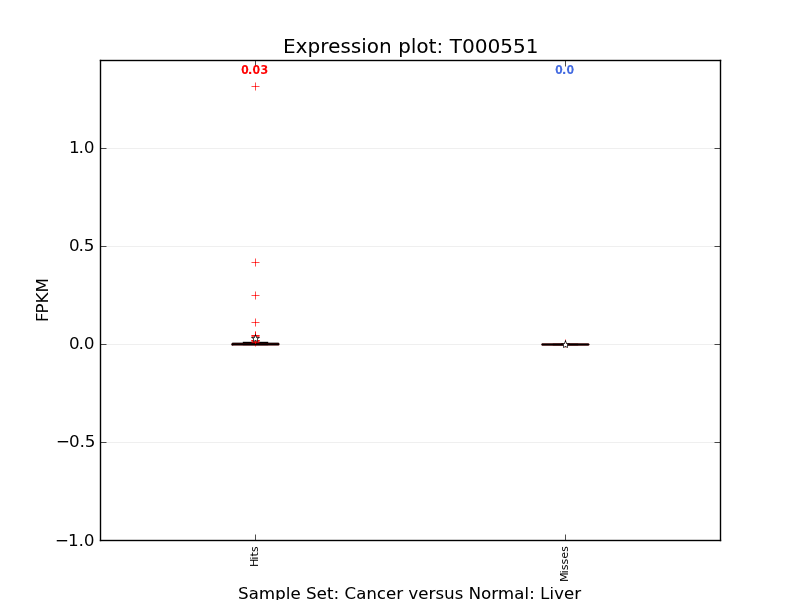 Expression plot: T000551
0.03
0.0
1.0
0.5
0.0
−0.5
−1.0
FPKM
Hits
Misses
Sample Set: Cancer versus Normal: Liver